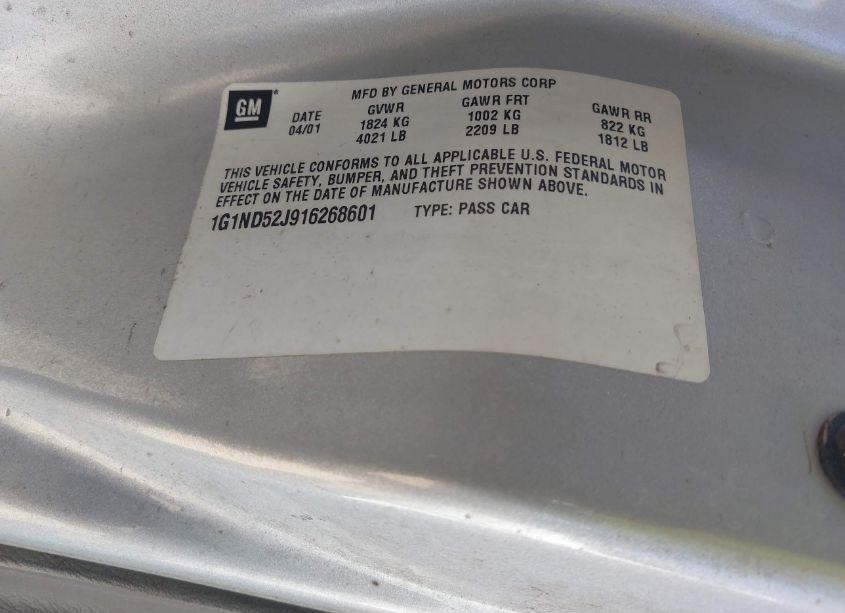 GM
MFD BY GENERAL MOTORS CORP
DATE GVWR GAWR FRT GAWR RR
04/01 1824 KG 1002 KG 822 KG
4021 LB 2209 LB 1812 LB
THIS VEHICLE CONFORMS TO ALL APPLICABLE U.S. FEDERAL MOTOR
VEHICLE SAFETY, BUMPER, AND THEFT PREVENTION STANDARDS IN
EFFECT ON THE DATE OF MANUFACTURE SHOWN ABOVE.
1G1ND52J916268601 TYPE: PASS CAR